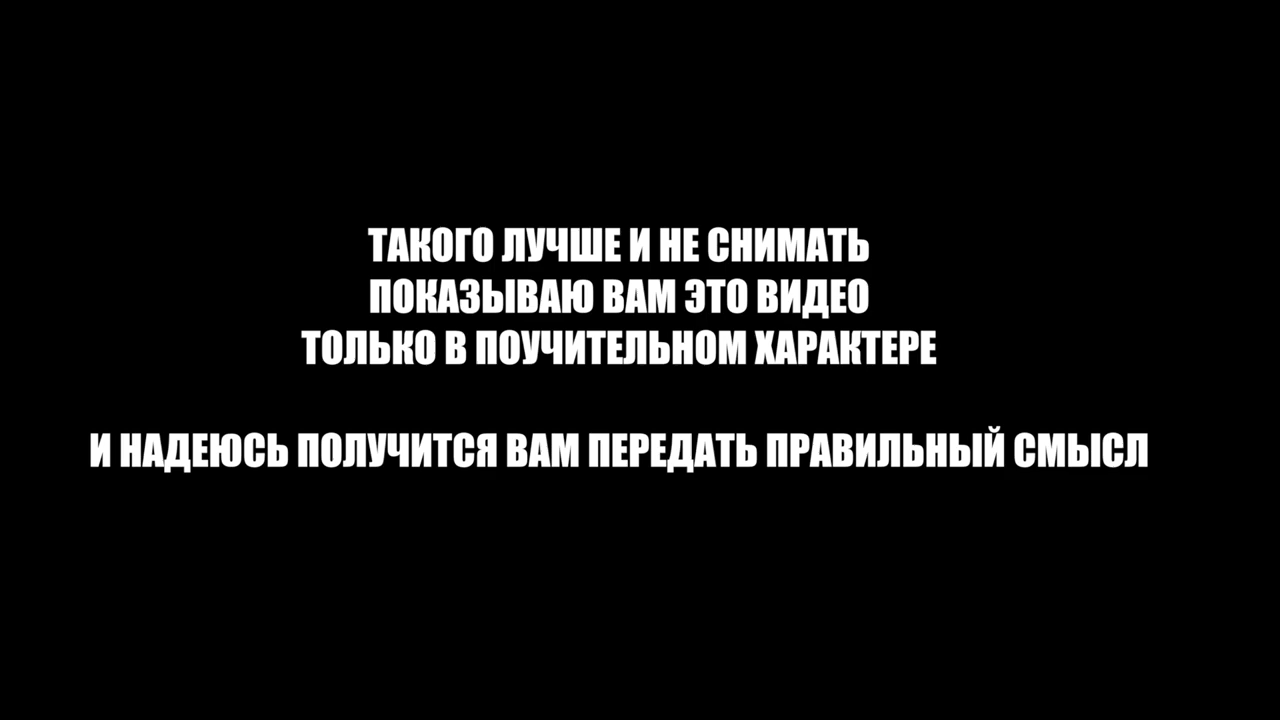 ТАКОГО ЛУЧШЕ И НЕ СНИМАТЬ
ПОКАЗЫВАЮ ВАМ ЭТО ВИДЕО
ТОЛЬКО В ПОУЧИТЕЛЬНОМ ХАРАКТЕРЕ
И НАДЕЮСЬ ПОЛУЧИТСЯ ВАМ ПЕРЕДАТЬ ПРАВИЛЬНЫЙ СМЫСЛ